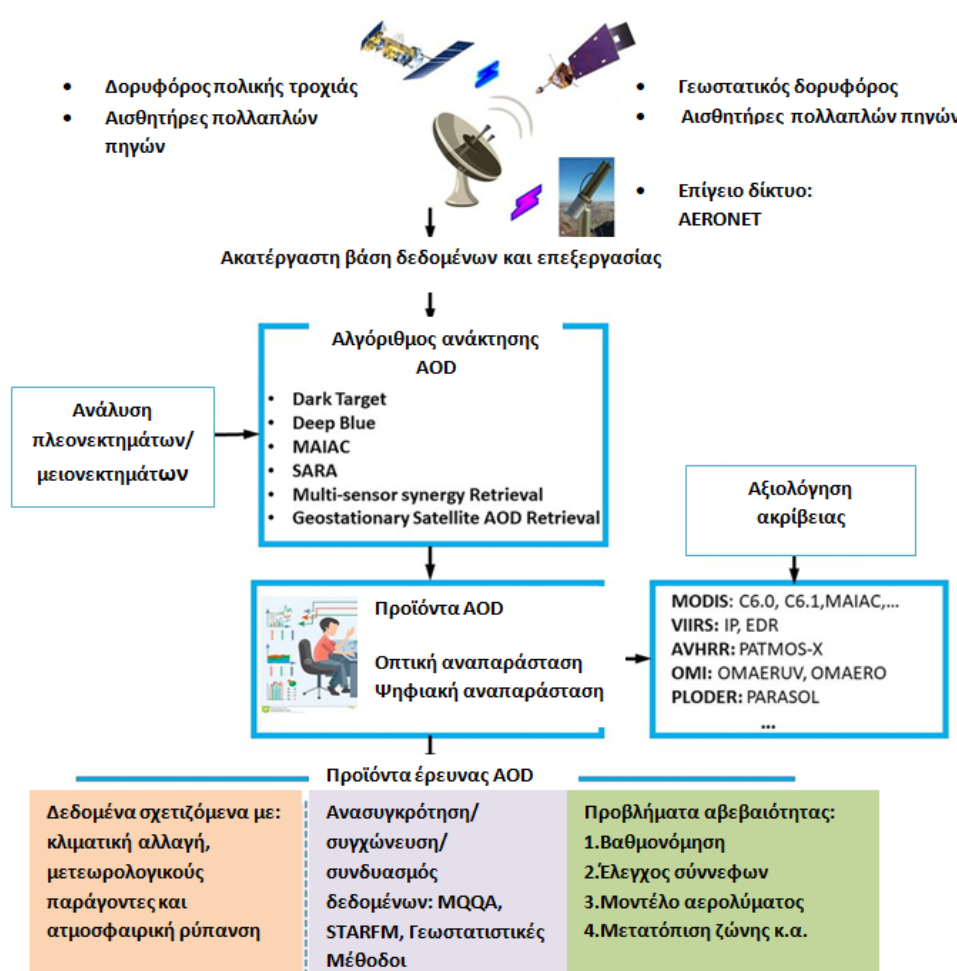 • Δορυφόρος πολικής τροχιάς
• Αισθητήρες πολλαπλών
πηγών
• Γεωστατικός δορυφόρος
• Αισθητήρες πολλαπλών πηγών
• Επίγειο δίκτυο:
AERONET
Ακατέργαστη βάση δεδομένων και επεξεργασίας
Αλγόριθμος ανάκτησης
AOD
• Dark Target
• Deep Blue
• MAIAC
• SARA
• Multi-sensor synergy Retrieval
• Geostationary Satellite AOD Retrieval
Ανάλυση
πλεονεκτημάτων/
μειονεκτημάτων
Αξιολόγηση
ακρίβειας
Προϊόντα AOD
Οπτική αναπαράσταση
Ψηφιακή αναπαράσταση
MODIS: C6.0, C6.1,MAIAC,...
VIIRS: IP, EDR
AVHRR: PATMOS-X
OMI: OMAERUV, OMAERO
PLODER: PARASOL
...
Προϊόντα έρευνας AOD
Δεδομένα σχετιζόμενα με:
κλιματική αλλαγή,
μετεωρολογικούς
παράγοντες και
ατμοσφαιρική ρύπανση
Ανασυγκρότηση/
συγχώνευση/
συνδυασμός
δεδομένων: MQQA,
STARFM, Γεωστατιστικές
Μέθοδοι
Προβλήματα αβεβαιότητας:
1.Βαθμονόμηση
2.Έλεγχος σύννεφων
3.Μοντέλο αερολύματος
4.Μετατόπιση ζώνης κ.α.